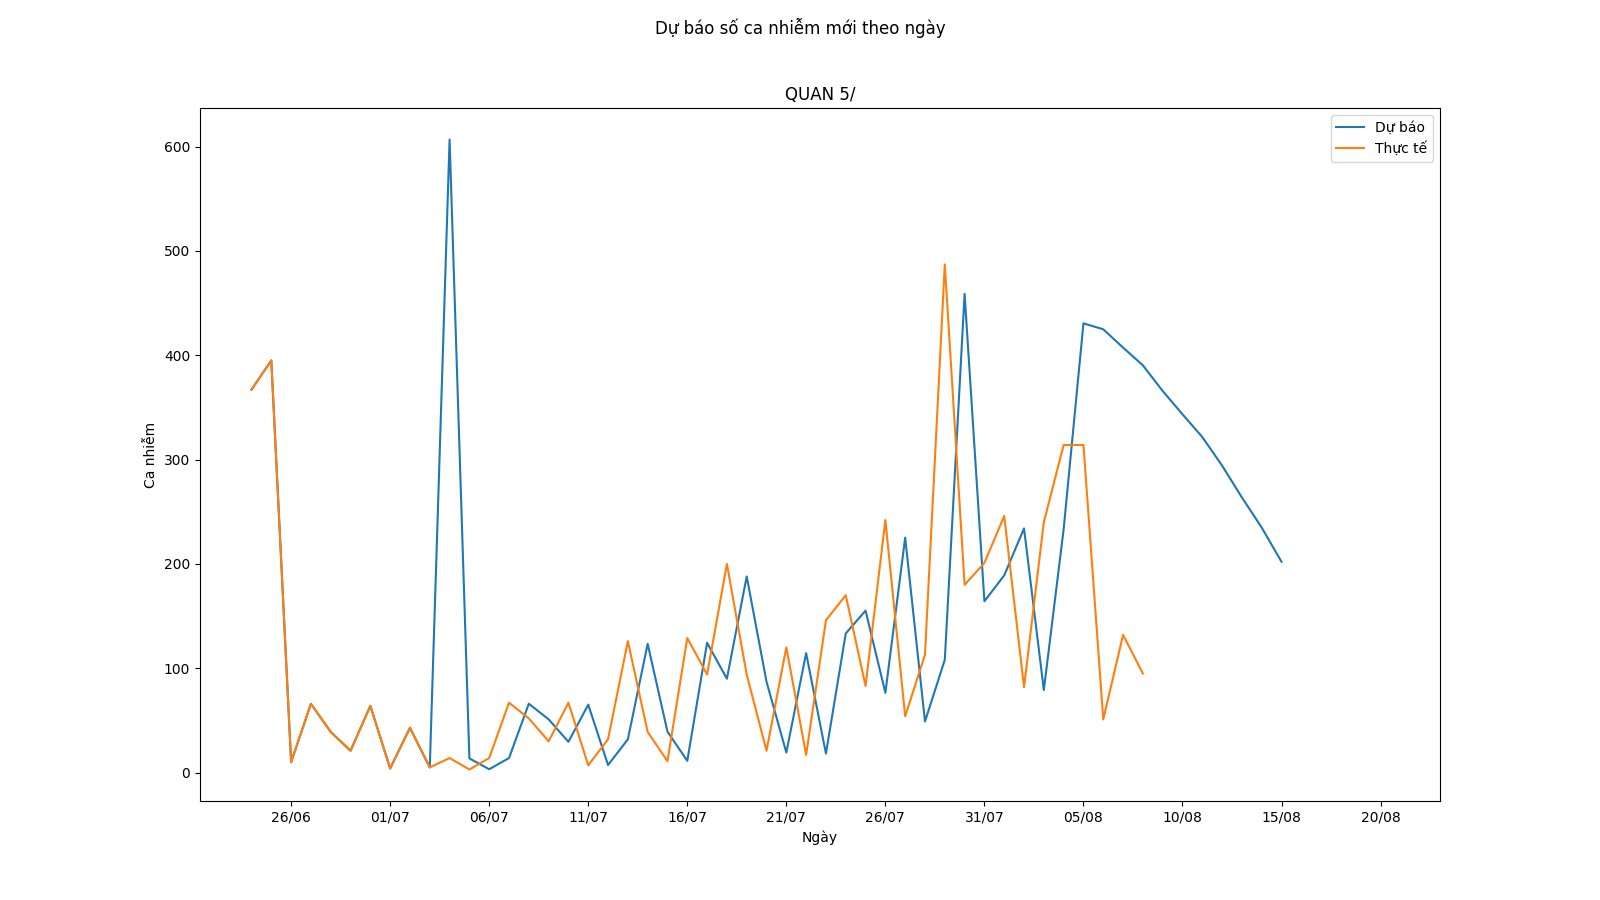 Dự báo số ca nhiễm mới theo ngày
QUAN 5/
Dự báo
Thực tế
600
500
400
300
200
100
0
Ca nhiễm
26/06 01/07 06/07 11/07 16/07 21/07 26/07 31/07 05/08 10/08 15/08 20/08
Ngày